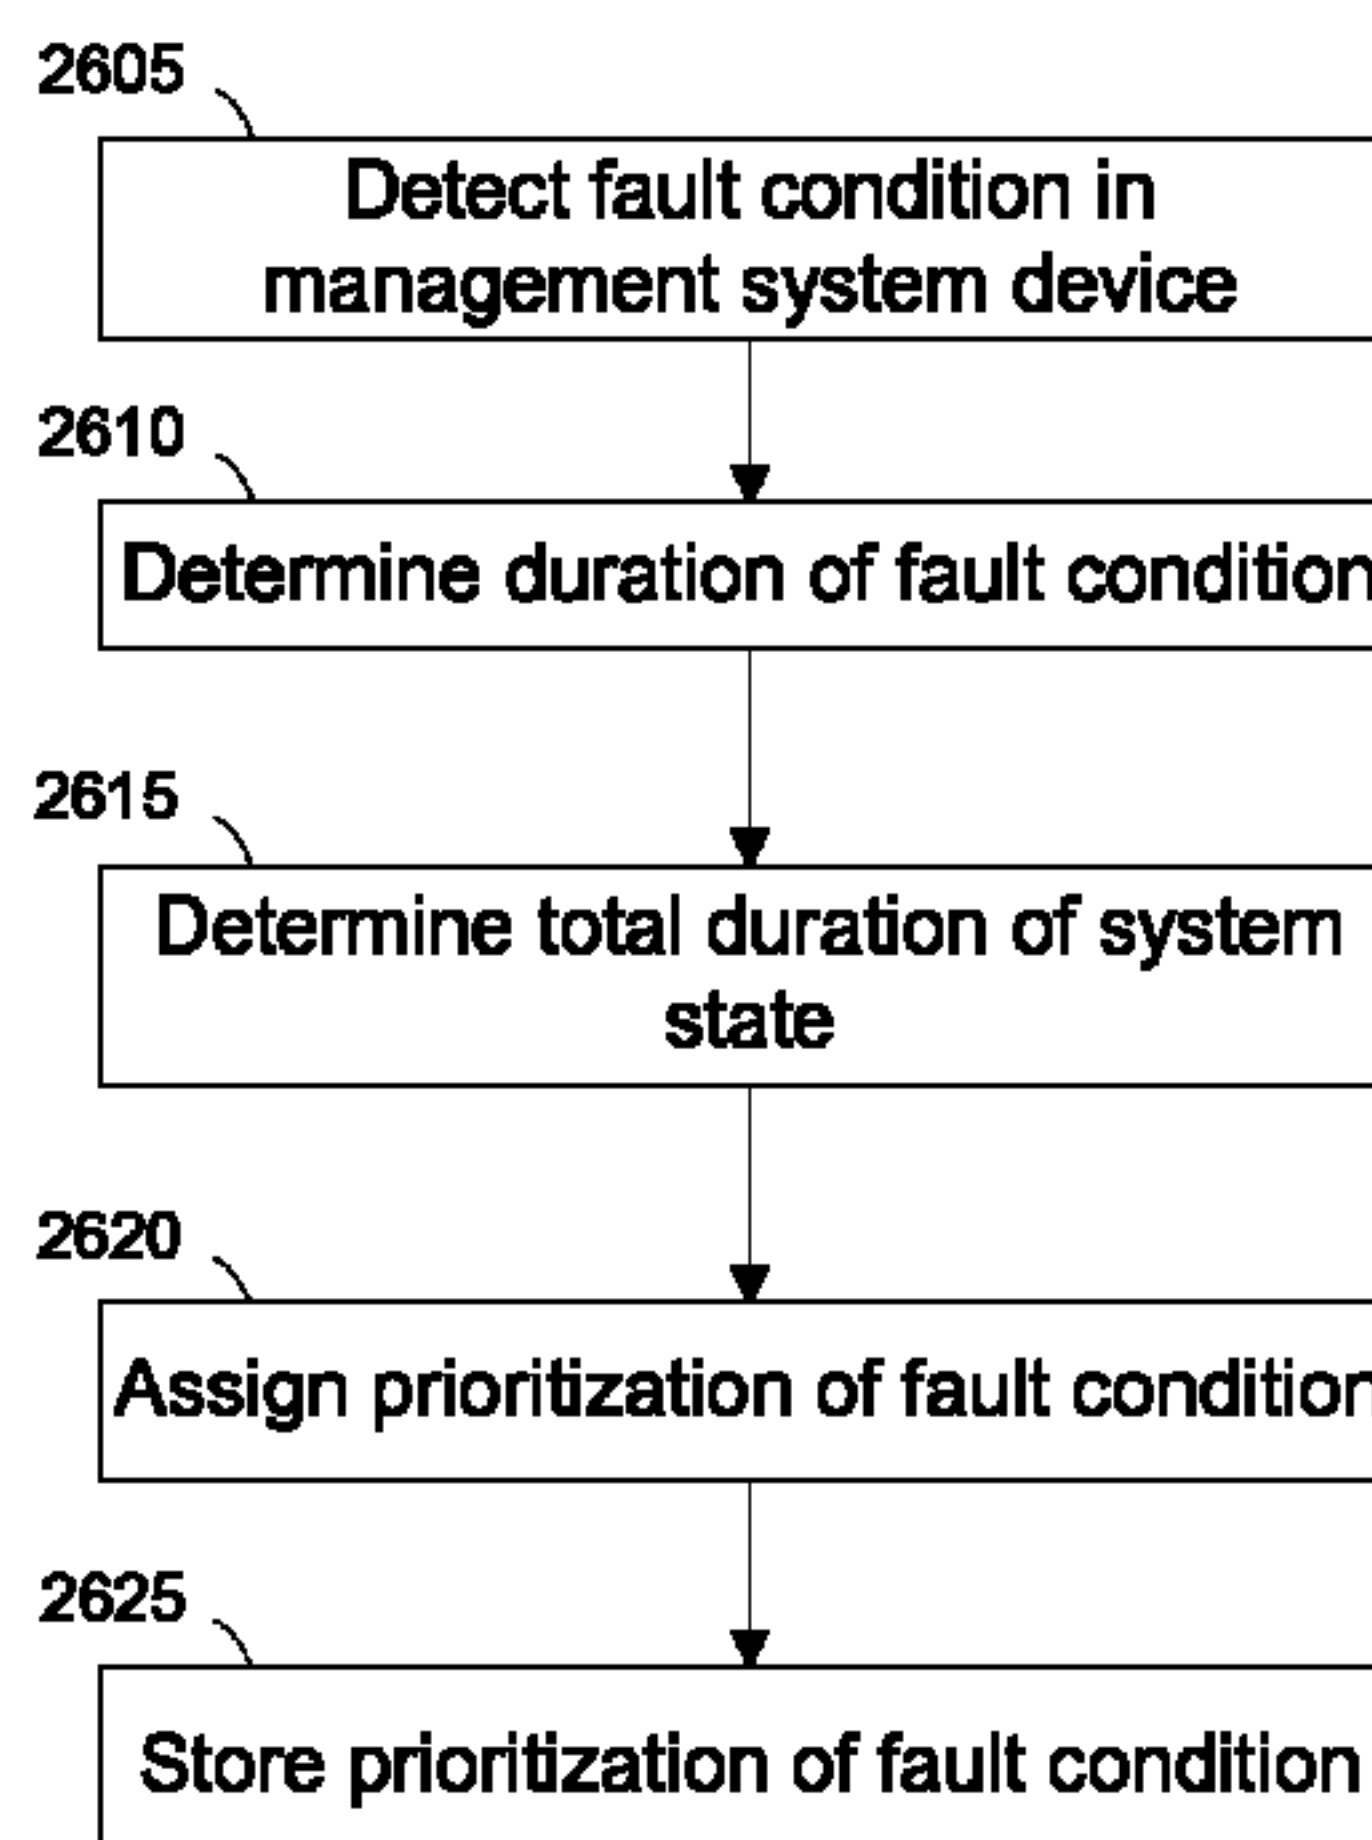 2605
Detect fault condition in
management system device
2610
Determine duration of fault condition
2615
Determine total duration of system
state
2620
Assign prioritization of fault condition
2625
Store prioritization of fault condition